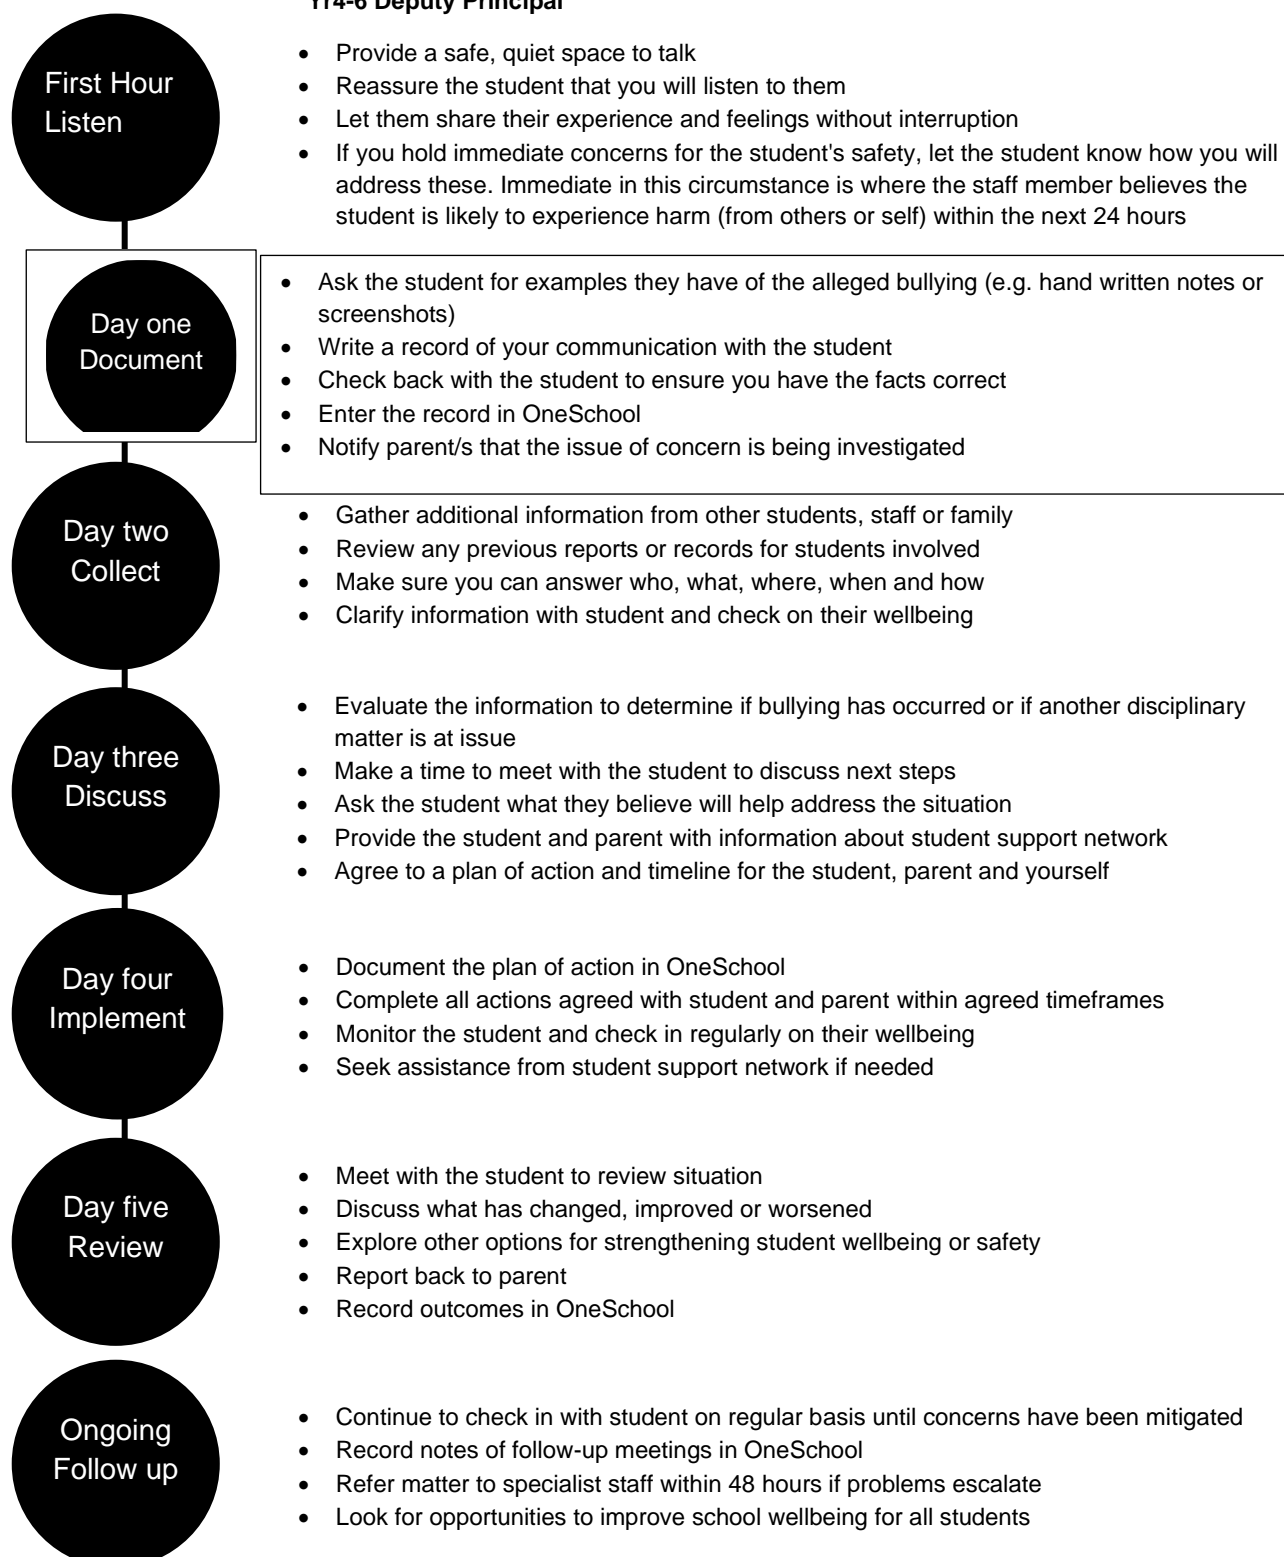 Yr4-6 Deputy Principal
First Hour
Listen
• Provide a safe, quiet space to talk
• Reassure the student that you will listen to them
• Let them share their experience and feelings without interruption
• If you hold immediate concerns for the student's safety, let the student know how you will
address these. Immediate in this circumstance is where the staff member believes the
student is likely to experience harm (from others or self) within the next 24 hours
Day one
Document
• Ask the student for examples they have of the alleged bullying (e.g. hand written notes or
screenshots)
• Write a record of your communication with the student
• Check back with the student to ensure you have the facts correct
• Enter the record in OneSchool
• Notify parent/s that the issue of concern is being investigated
Day two
Collect
• Gather additional information from other students, staff or family
• Review any previous reports or records for students involved
• Make sure you can answer who, what, where, when and how
• Clarify information with student and check on their wellbeing
Day three
Discuss
• Evaluate the information to determine if bullying has occurred or if another disciplinary
matter is at issue
• Make a time to meet with the student to discuss next steps
• Ask the student what they believe will help address the situation
• Provide the student and parent with information about student support network
• Agree to a plan of action and timeline for the student, parent and yourself
Day four
Implement
• Document the plan of action in OneSchool
• Complete all actions agreed with student and parent within agreed timeframes
• Monitor the student and check in regularly on their wellbeing
• Seek assistance from student support network if needed
Day five
Review
• Meet with the student to review situation
• Discuss what has changed, improved or worsened
• Explore other options for strengthening student wellbeing or safety
• Report back to parent
• Record outcomes in OneSchool
Ongoing
Follow up
• Continue to check in with student on regular basis until concerns have been mitigated
• Record notes of follow-up meetings in OneSchool
• Refer matter to specialist staff within 48 hours if problems escalate
• Look for opportunities to improve school wellbeing for all students